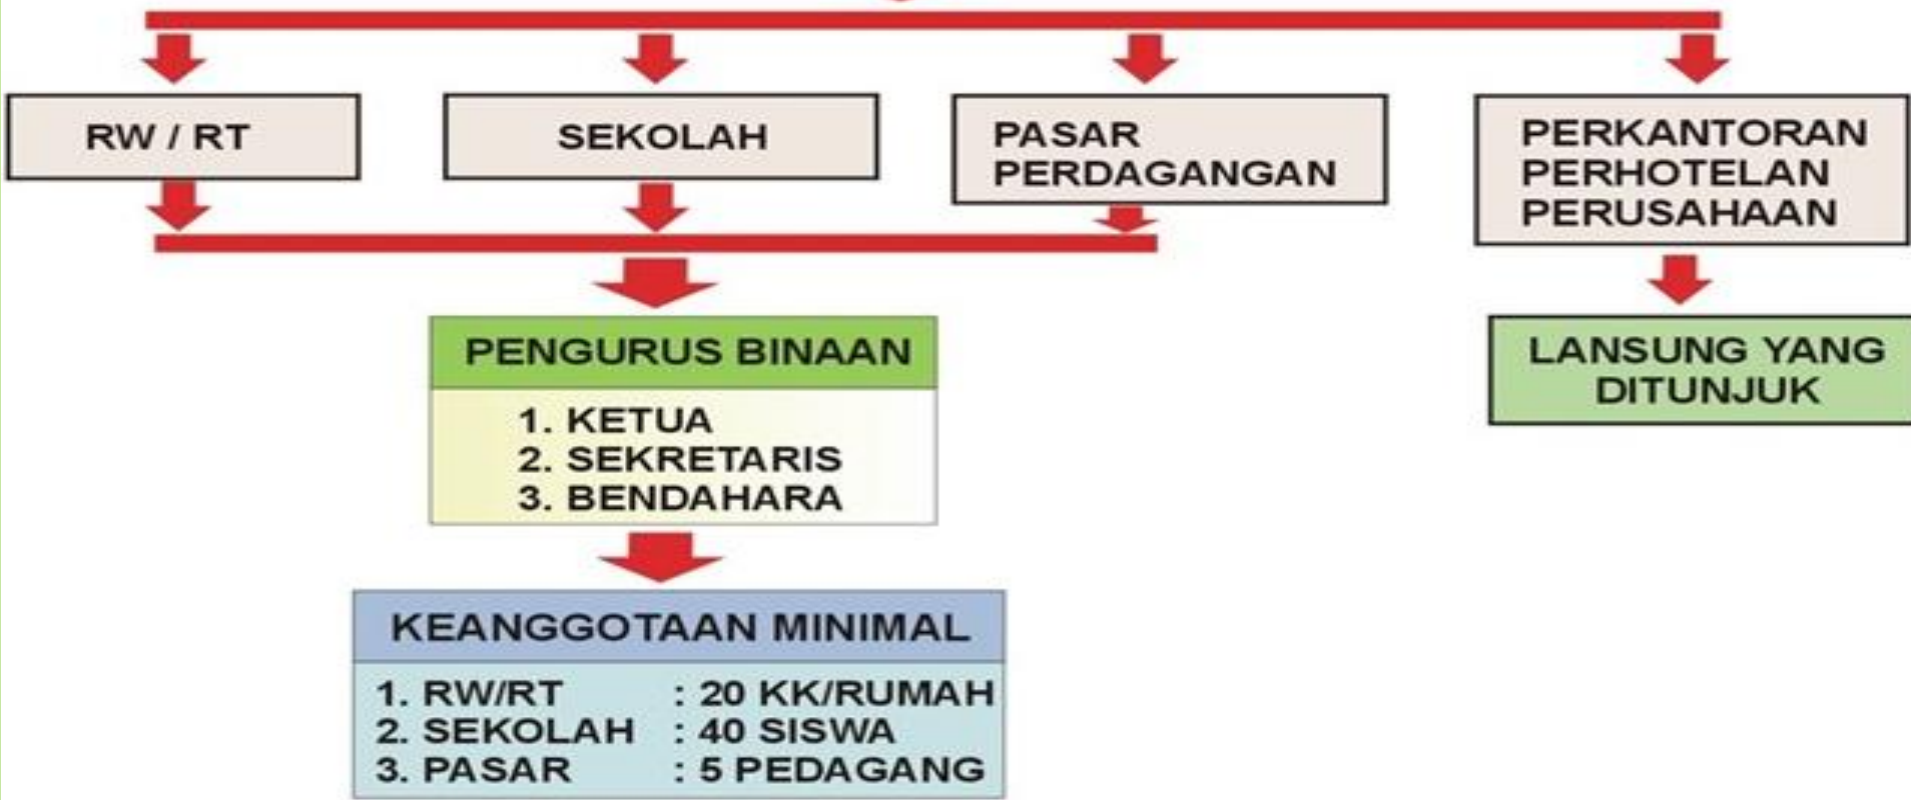 RW / RT
SEKOLAH
PASAR
PERDAGANGAN
PERKANTORAN
PERHOTELAN
PERUSAHAAN
PENGURUS BINAAN
1. KETUA
2. SEKRETARIS
3. BENDAHARA
LANSUNG YANG
DITUNJUK
KEANGGOTAAN MINIMAL
1. RW/RT : 20 KK/RUMAH
2. SEKOLAH : 40 SISWA
3. PASAR : 5 PEDAGANG